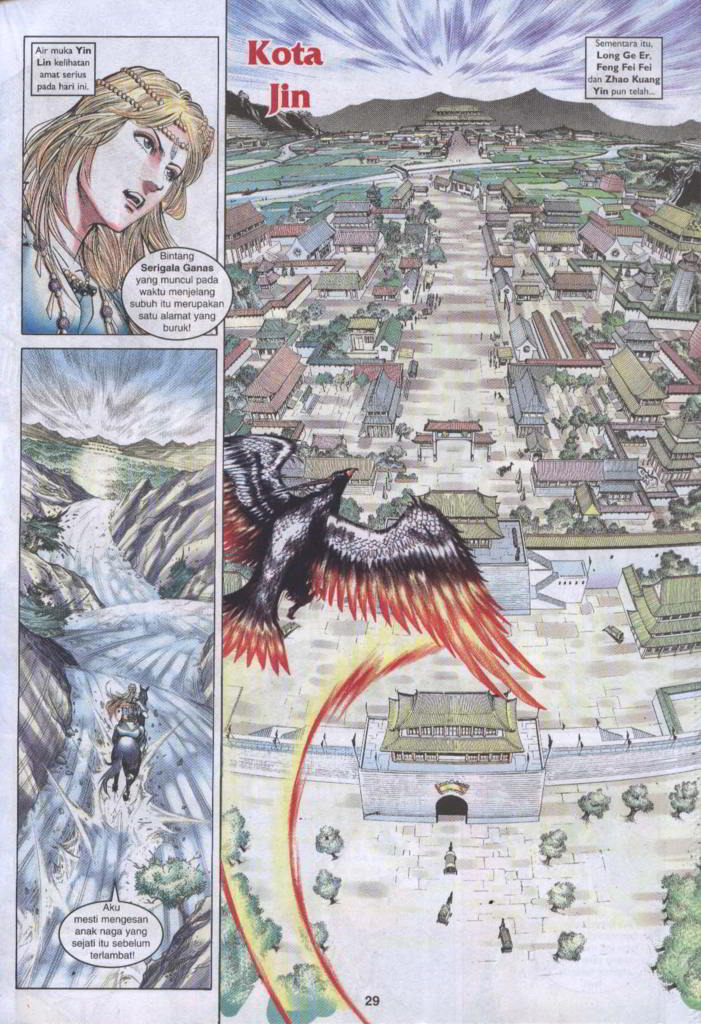 Air muka Yin
Lin kelihatan
amat serius
pada hari ini.
Bintang
Serigala Ganas
yang muncul pada
waktu menjelang
subuh itu merupakan
satu alamat yang
buruk!
Aku
mesti mengesan
anak naga yang
sejati itu sebelum
terlambat!
Kota
Jin
Sementara itu,
Long Ge Er,
Feng Fei Fei
dan Zhao Kuang
Yin pun telah...
29